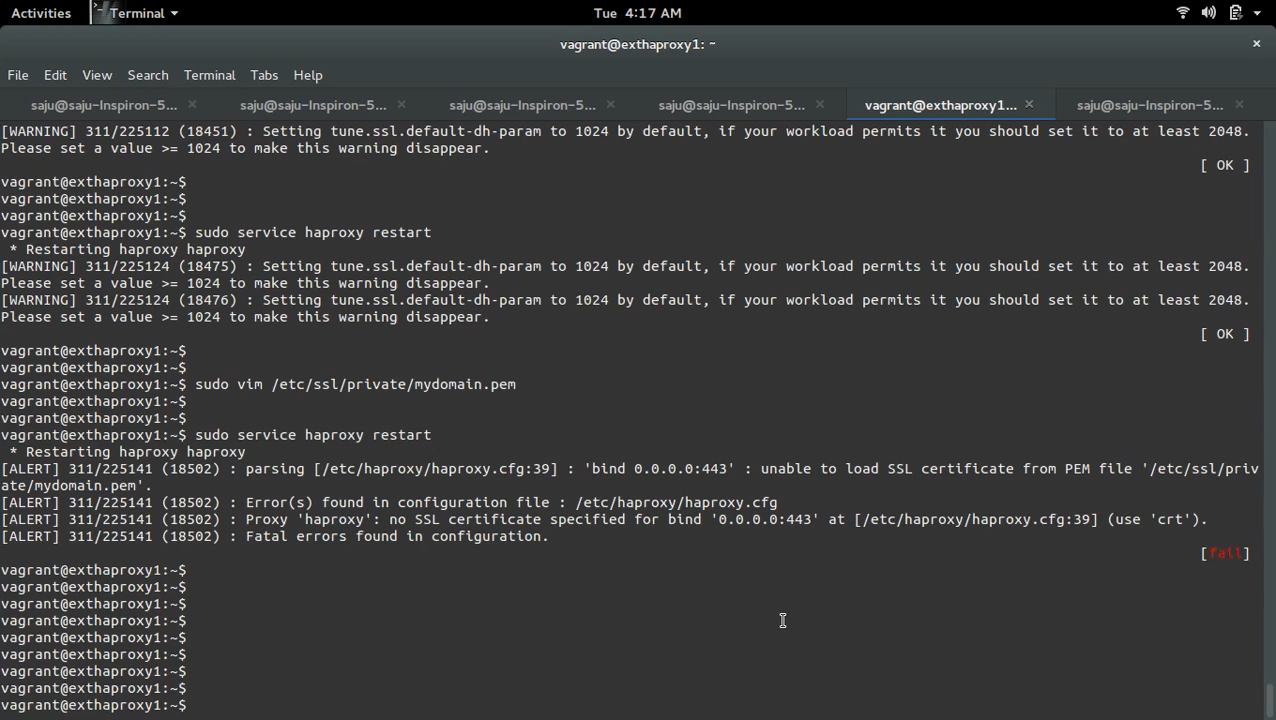 Activities Terminal Tue 4:17 AM
vagrant@exthaproxy1: ~
File Edit View Search Terminal Tabs Help
saju@saju-Inspiron-5... saju@saju-Inspiron-5... saju@saju-Inspiron-5... saju@saju-Inspiron-5... vagrant@exthaproxy1... saju@saju-Inspiron-5...
[WARNING] 311/225112 (18451) : Setting tune.ssl.default-dh-param to 1024 by default, if your workload permits it you should set it to at least 2048.
Please set a value >= 1024 to make this warning disappear.
[ OK ]
vagrant@exthaproxy1:~$
vagrant@exthaproxy1:~$
vagrant@exthaproxy1:~$
vagrant@exthaproxy1:~$ sudo service haproxy restart
* Restarting haproxy haproxy
[WARNING] 311/225124 (18475) : Setting tune.ssl.default-dh-param to 1024 by default, if your workload permits it you should set it to at least 2048.
Please set a value >= 1024 to make this warning disappear.
[WARNING] 311/225124 (18476) : Setting tune.ssl.default-dh-param to 1024 by default, if your workload permits it you should set it to at least 2048.
Please set a value >= 1024 to make this warning disappear.
[ OK ]
vagrant@exthaproxy1:~$
vagrant@exthaproxy1:~$
vagrant@exthaproxy1:~$ sudo vim /etc/ssl/private/mydomain.pem
vagrant@exthaproxy1:~$
vagrant@exthaproxy1:~$
vagrant@exthaproxy1:~$ sudo service haproxy restart
* Restarting haproxy haproxy
[ALERT] 311/225141 (18502) : parsing [/etc/haproxy/haproxy.cfg:39] : 'bind 0.0.0.0:443' : unable to load SSL certificate from PEM file '/etc/ssl/priv
ate/mydomain.pem'.
[ALERT] 311/225141 (18502) : Error(s) found in configuration file : /etc/haproxy/haproxy.cfg
[ALERT] 311/225141 (18502) : Proxy 'haproxy': no SSL certificate specified for bind '0.0.0.0:443' at [/etc/haproxy/haproxy.cfg:39] (use 'crt').
[ALERT] 311/225141 (18502) : Fatal errors found in configuration.
[fail]
vagrant@exthaproxy1:~$
vagrant@exthaproxy1:~$
vagrant@exthaproxy1:~$
vagrant@exthaproxy1:~$
vagrant@exthaproxy1:~$
vagrant@exthaproxy1:~$
vagrant@exthaproxy1:~$
vagrant@exthaproxy1:~$
vagrant@exthaproxy1:~$